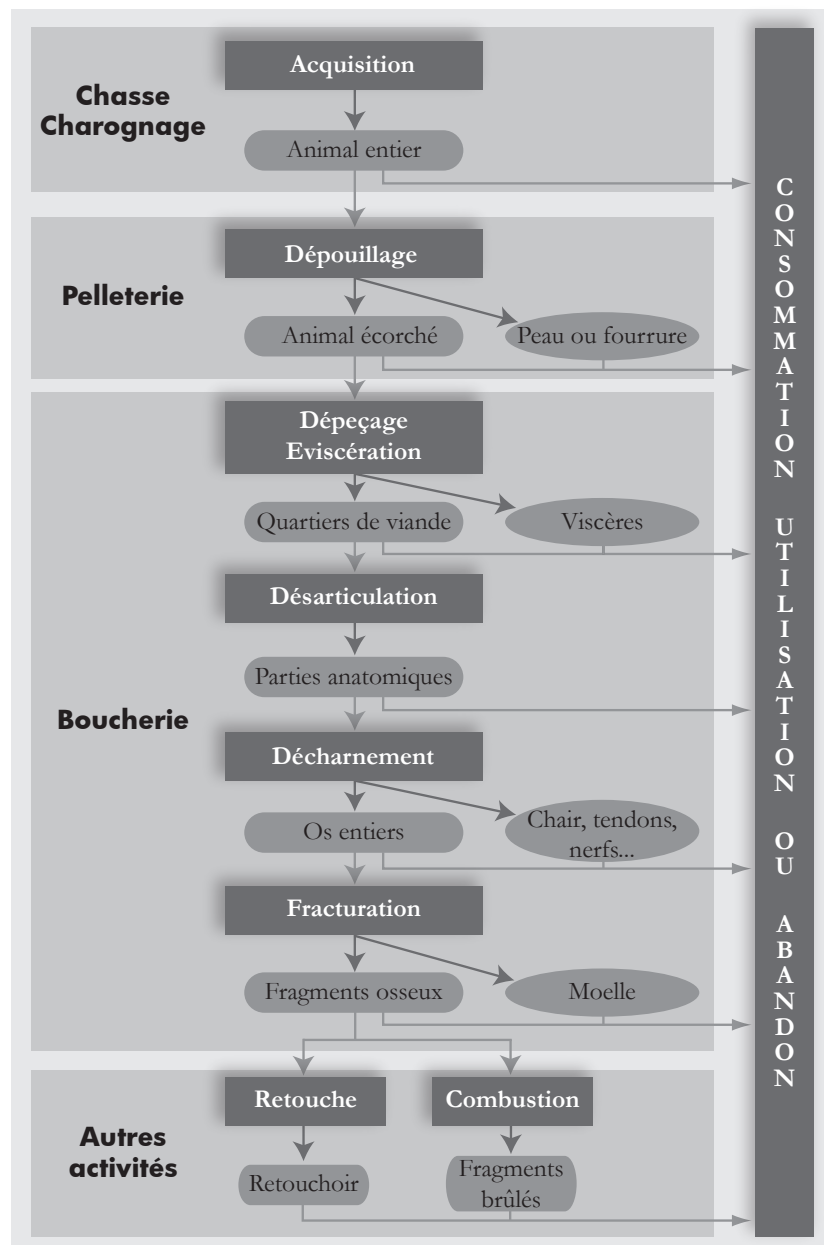 Chasse
Charognage
Acquisition
Animal entier
Pelleterie
Dépouillage
Animal écorché
Peau ou fourrure
Boucherie
Dépeçage
Eviscération
Quartiers de viande
Viscères
Désarticulation
Parties anatomiques
Décharnement
Os entiers
Chair, tendons,
nerfs...
Fracturation
Fragments osseux
Moelle
Autres
activités
Retouche
Combustion
Retouchoir
Fragments
brûlés
CONSOMMATION UTILISATION OU ABANDON